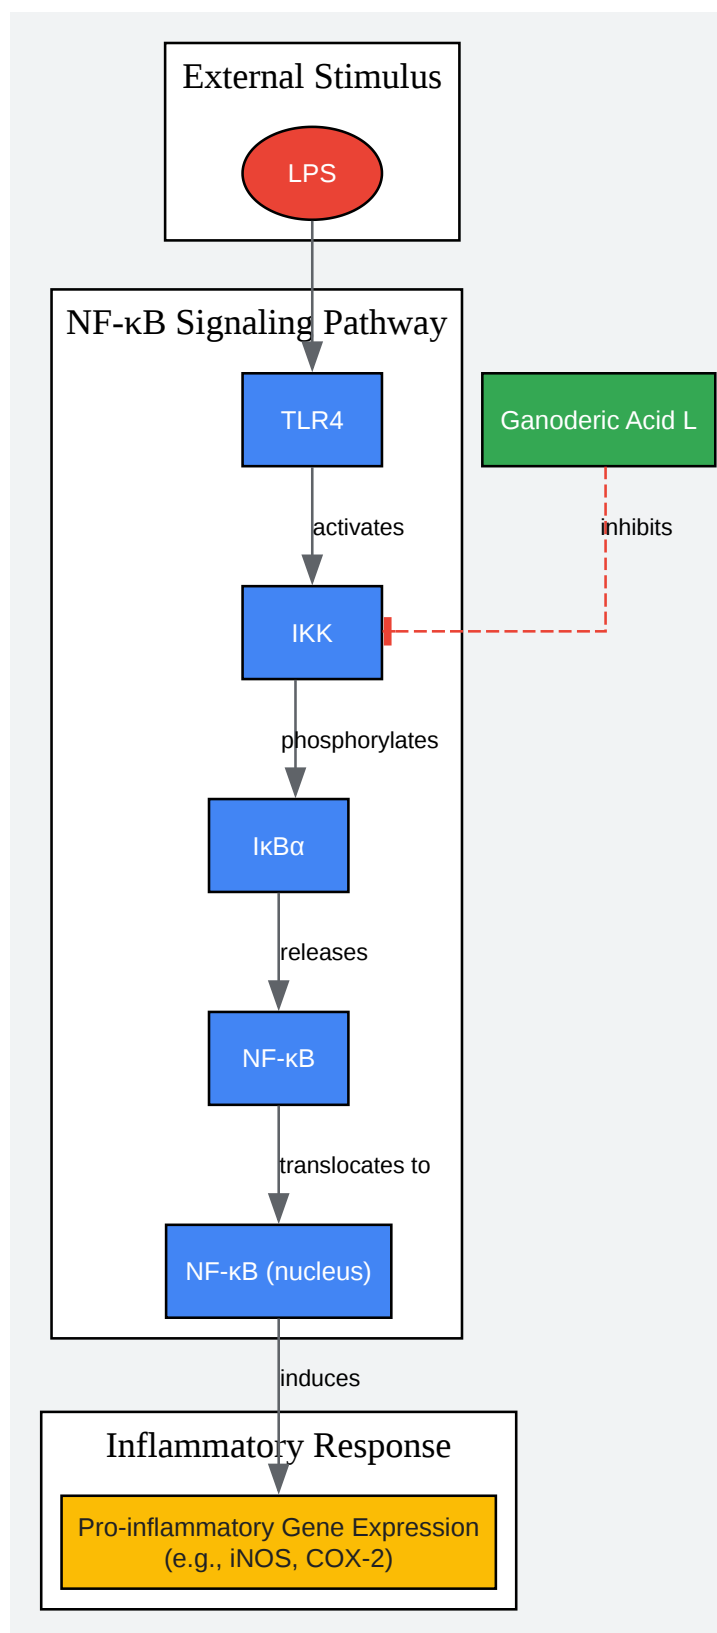 External Stimulus
LPS
NF-κB Signaling Pathway
TLR4
Ganoderic Acid L
activates
inhibits
IKK
phosphorylates
IκBα
releases
NF-κB
translocates to
NF-κB (nucleus)
induces
Inflammatory Response
Pro-inflammatory Gene Expression
(e.g., iNOS, COX-2)